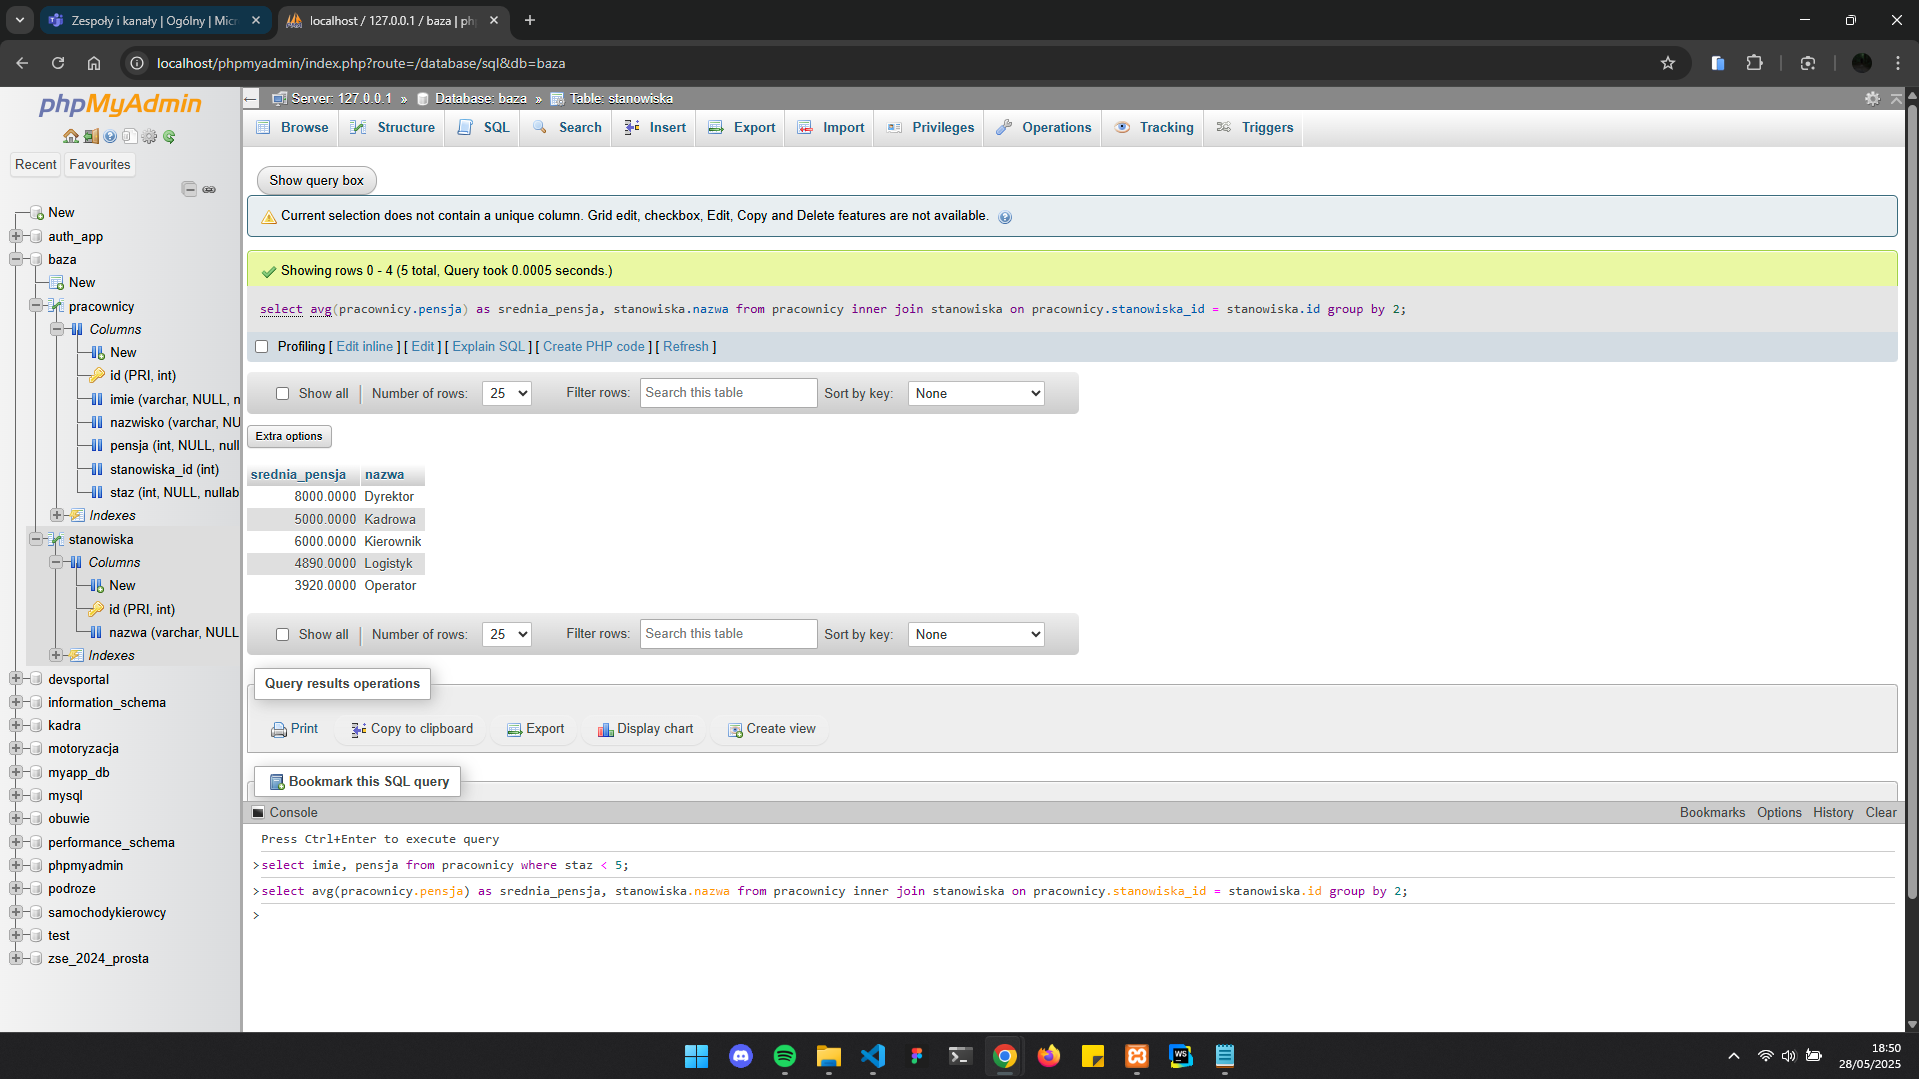 Zespoły i kanały | Ogólny | Micr
localhost / 127.0.0.1 / baza | ph
localhost/phpmyadmin/index.php?route=/database/sql&db=baza
phpMyAdmin
Recent
Favourites
New
auth_app
baza
New
pracownicy
Columns
New
id (PRI, int)
imie (varchar, NULL, n
nazwisko (varchar, NU
pensja (int, NULL, null
stanowiska_id (int)
staz (int, NULL, nullab
Indexes
stanowiska
Columns
New
id (PRI, int)
nazwa (varchar, NULL
Indexes
devsportal
information_schema
kadra
motoryzacja
myapp_db
mysql
obuwie
performance_schema
phpmyadmin
podroze
samochodykierowcy
test
zse_2024_prosta
Server: 127.0.0.1 » Database: baza » Table: stanowiska
Browse Structure SQL Search Insert Export Import Privileges Operations Tracking Triggers
Show query box
Current selection does not contain a unique column. Grid edit, checkbox, Edit, Copy and Delete features are not available.
Showing rows 0 - 4 (5 total, Query took 0.0005 seconds.)
select avg(pracownicy.pensja) as srednia_pensja, stanowiska.nazwa from pracownicy inner join stanowiska on pracownicy.stanowiska_id = stanowiska.id group by 2;
Profiling [ Edit inline ] [ Edit ] [ Explain SQL ] [ Create PHP code ] [ Refresh ]
Show all | Number of rows: 25 Filter rows: Search this table Sort by key: None
Extra options
srednia_pensja nazwa
8000.0000 Dyrektor
5000.0000 Kadrowa
6000.0000 Kierownik
4890.0000 Logistyk
3920.0000 Operator
Show all | Number of rows: 25 Filter rows: Search this table Sort by key: None
Query results operations
Print Copy to clipboard Export Display chart Create view
Bookmark this SQL query
Console Bookmarks Options History Clear
Press Ctrl+Enter to execute query
>select imie, pensja from pracownicy where staz < 5;
>select avg(pracownicy.pensja) as srednia_pensja, stanowiska.nazwa from pracownicy inner join stanowiska on pracownicy.stanowiska_id = stanowiska.id group by 2;
>
WS
18:50
28/05/2025